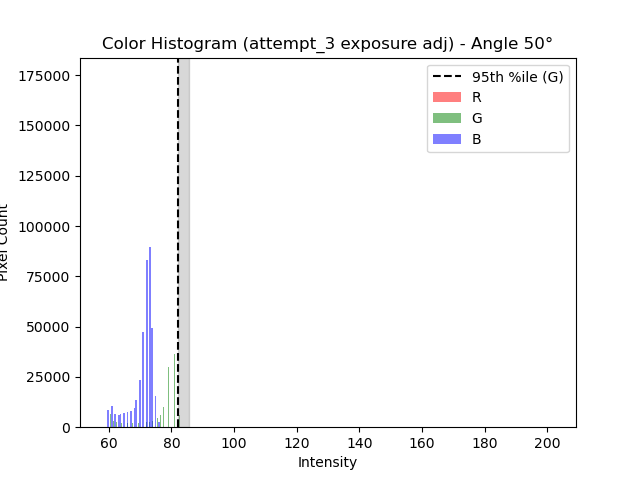 Color Histogram (attempt_3 exposure adj) - Angle 50°
175000
150000
125000
100000
75000
50000
25000
0
Pixel Count
60 80 100 120 140 160 180 200
Intensity
95th %ile (G)
R
G
B